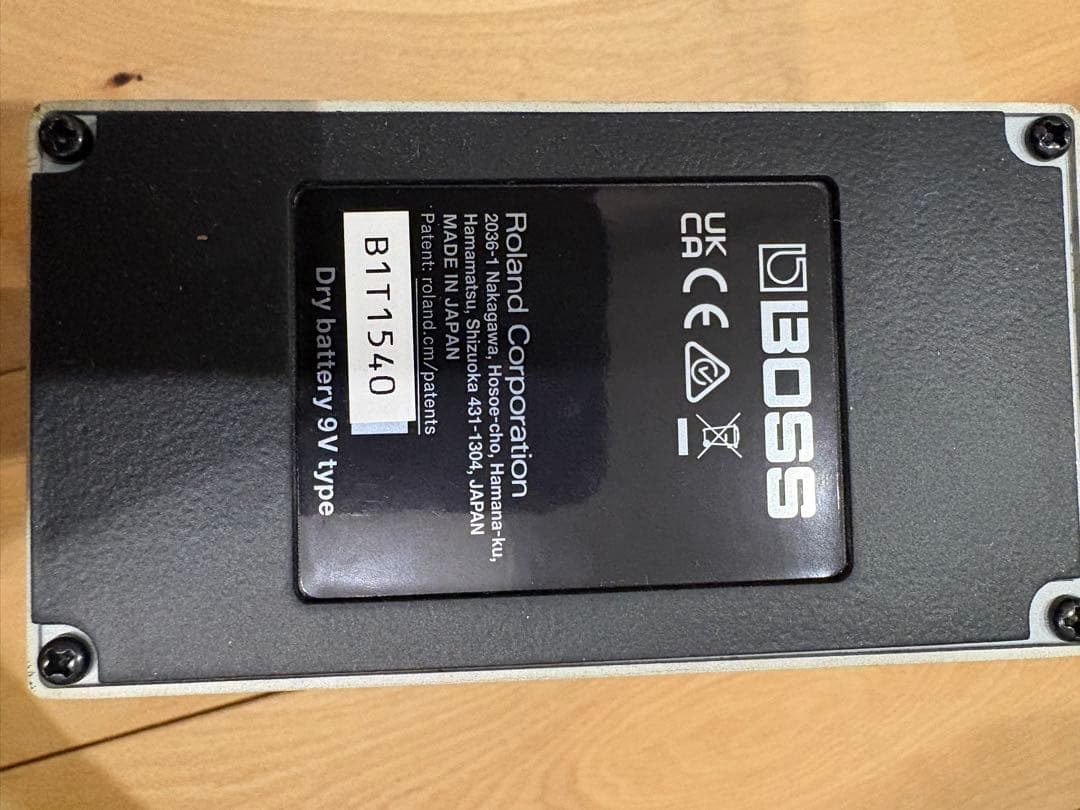 BOSS
UK
CA CE
Roland Corporation
2036-1 Nakagawa, Hosoe-cho, Hamana-ku,
Hamamatsu, Shizuoka 431-1304, JAPAN
MADE IN JAPAN
Patent: roland.cm/patents
B1T1540
Dry battery 9V type